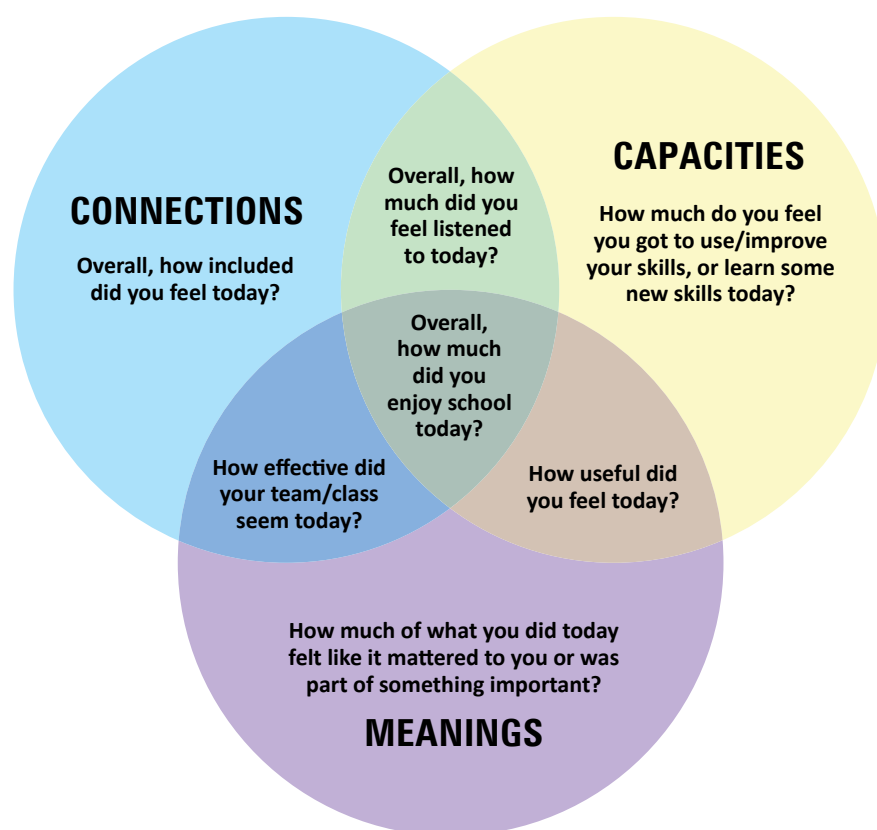 CONNECTIONS
Overall, how included
did you feel today?
Overall, how
much did you
feel listened
to today?
CAPACITIES
How much do you feel
you got to use/improve
your skills, or learn some
new skills today?
Overall,
how much
did you
enjoy school
today?
How effective did
your team/class
seem today?
How useful did
you feel today?
How much of what you did today
felt like it mattered to you or was
part of something important?
MEANINGS